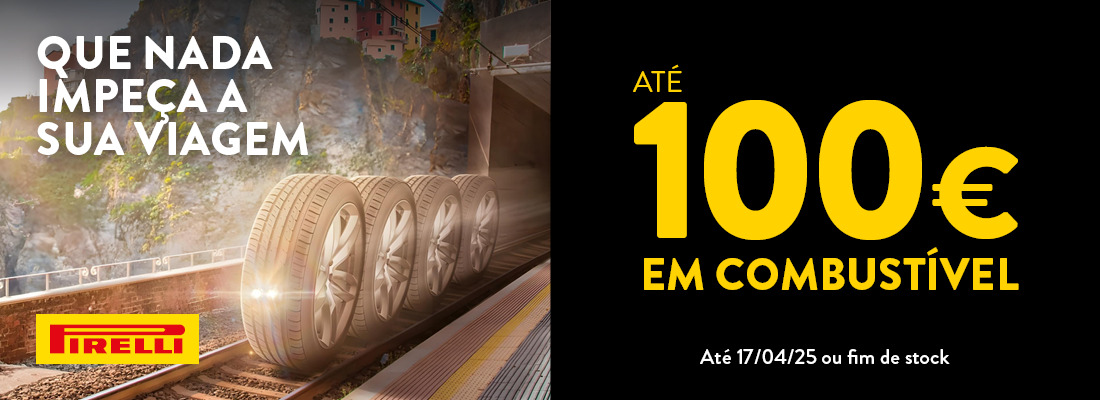 QUE NADA
IMPEÇA A
SUA VIAGEM
PIRELLI
ATÉ
100€
EM COMBUSTÍVEL
Até 17/04/25 ou fim de stock